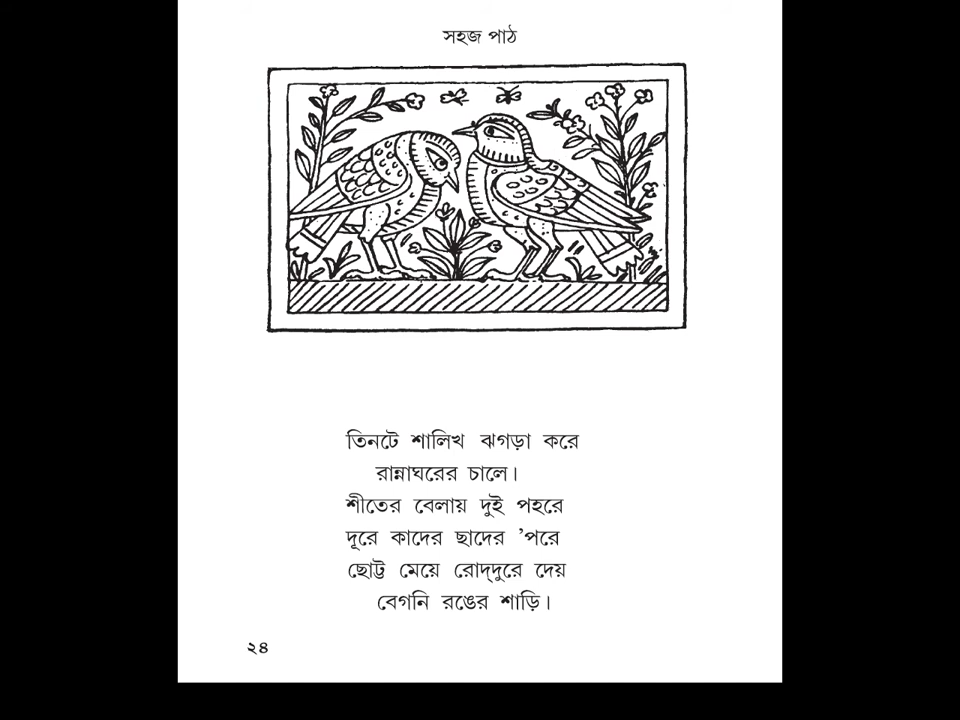 সহজ পাঠ
তিনটে শালিখ ঝগড়া করে
রান্নাঘরের চালে।
শীতের বেলায় দুই পহরে
দূরে কাদের ছাদের ’পরে
ছোট্ট মেয়ে রোদ্‌দুরে দেয়
বেগনি রঙের শাড়ি।
২৪